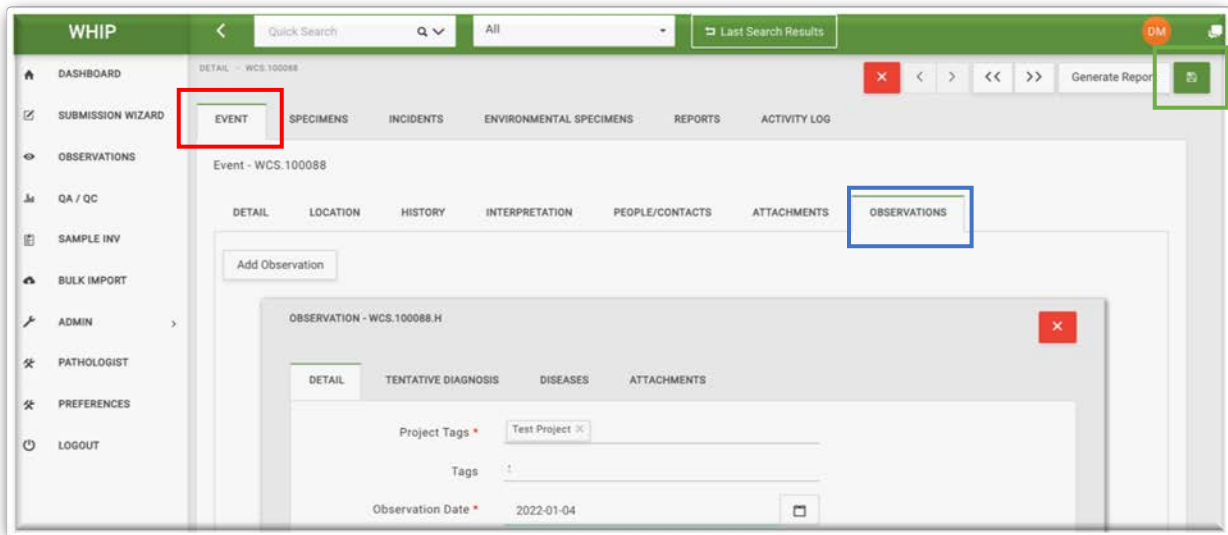 WHIP
Quick Search
All
Last Search Results
DM
DASHBOARD
SUBMISSION WIZARD
OBSERVATIONS
QA / QC
SAMPLE INV
BULK IMPORT
ADMIN
PATHOLOGIST
PREFERENCES
LOGOUT
DETAIL - WCS.100088
Generate Repor
EVENT SPECIMENS INCIDENTS ENVIRONMENTAL SPECIMENS REPORTS ACTIVITY LOG
Event - WCS.100088
DETAIL LOCATION HISTORY INTERPRETATION PEOPLE/CONTACTS ATTACHMENTS OBSERVATIONS
Add Observation
OBSERVATION - WCS.100088.H
DETAIL TENTATIVE DIAGNOSIS DISEASES ATTACHMENTS
Project Tags * Test Project ×
Tags
Observation Date * 2022-01-04